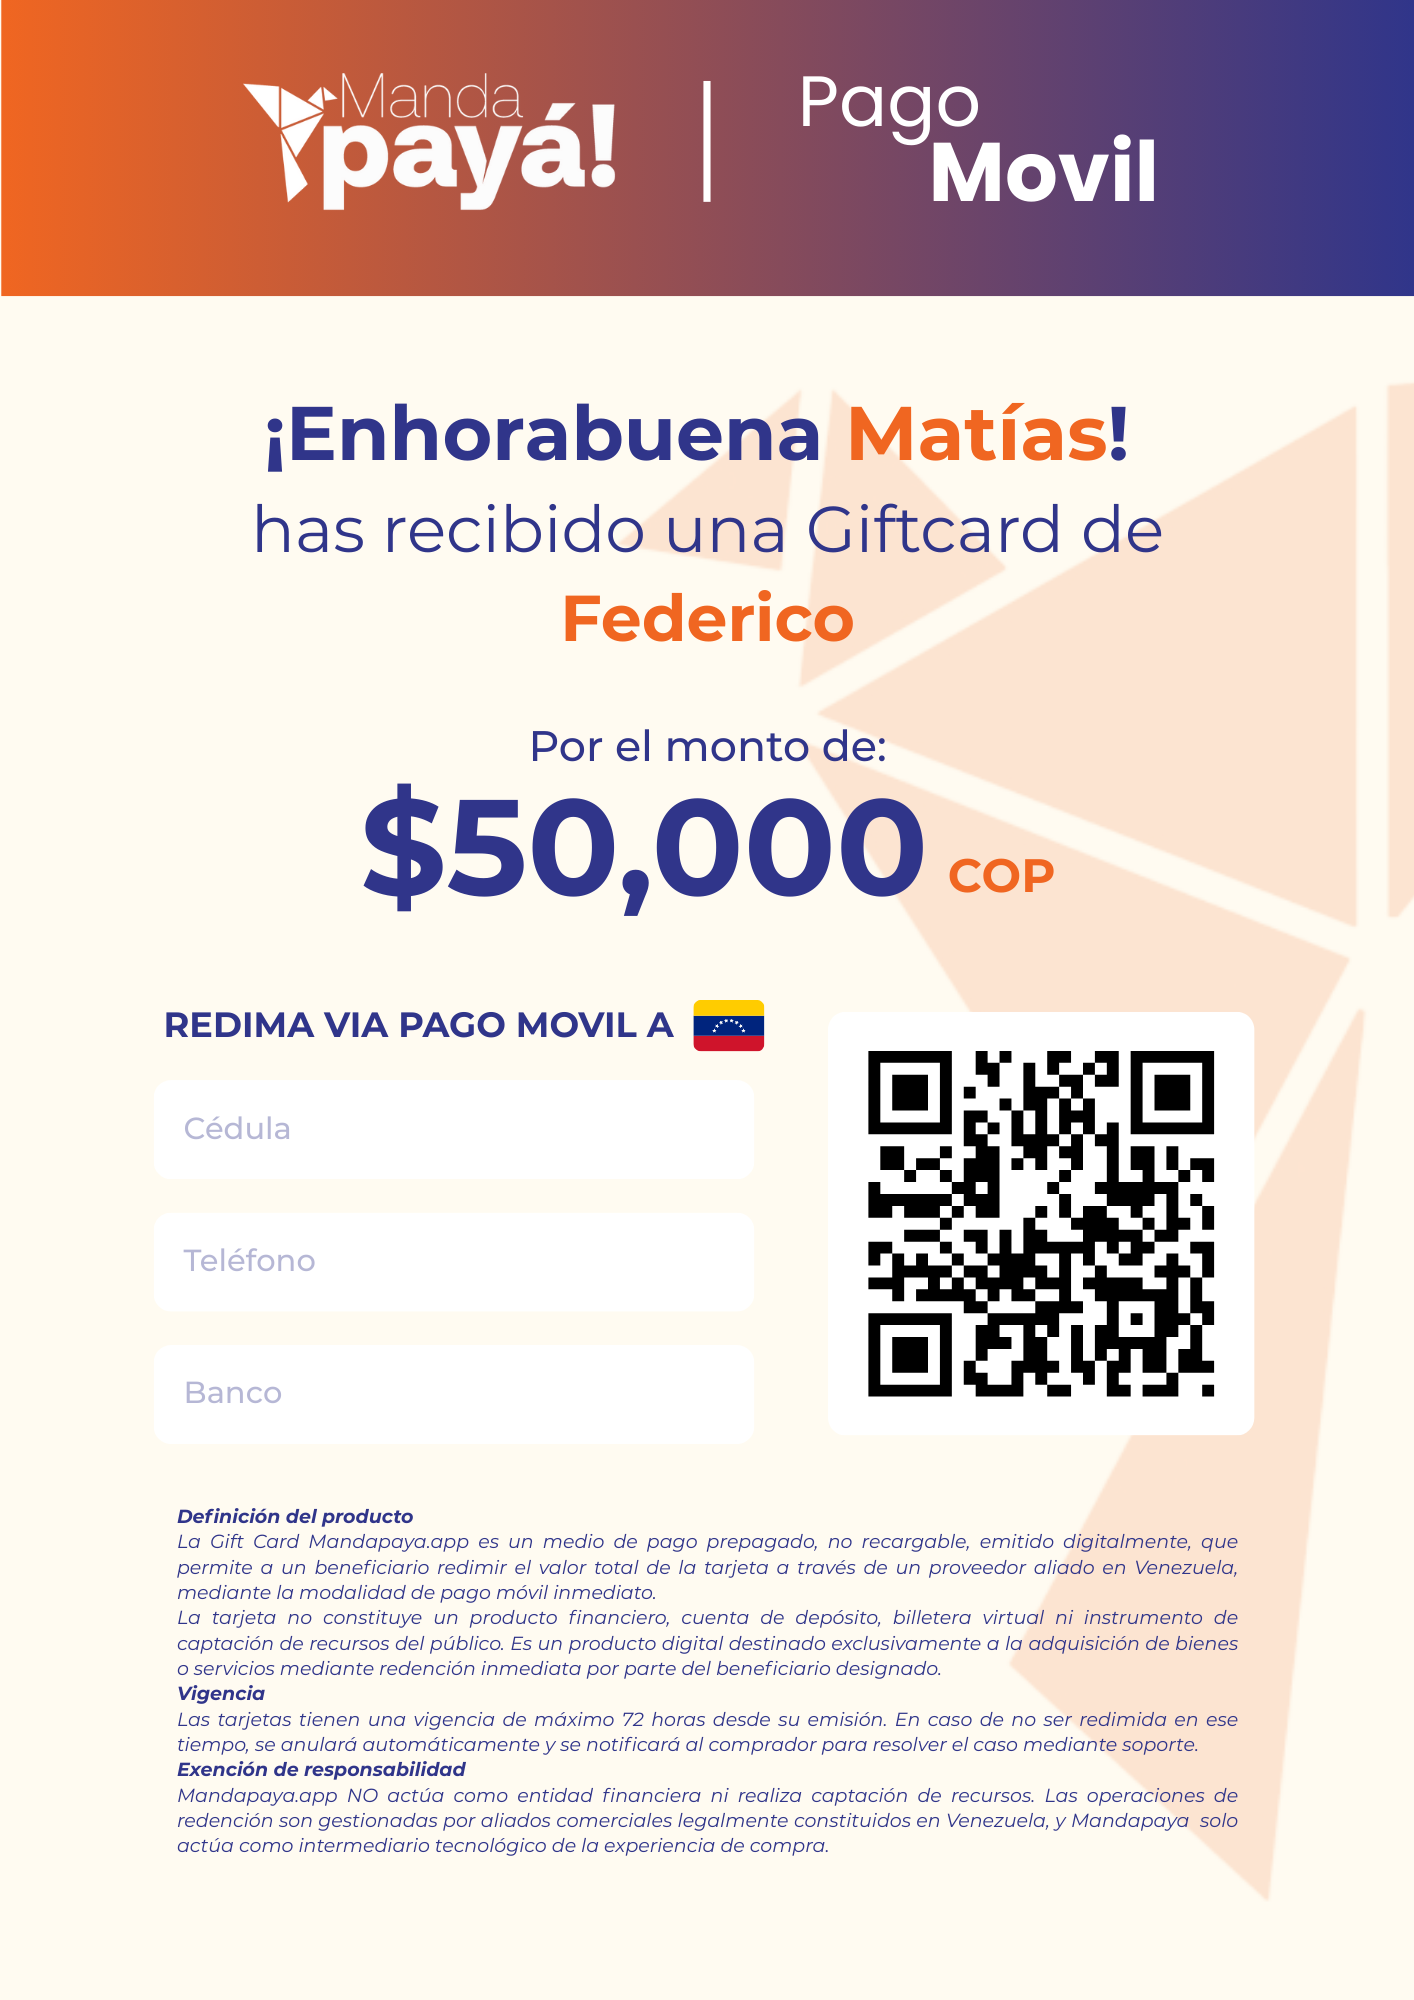 Manda
payá!
Pago
Movil
¡Enhorabuena Matías!
has recibido una Giftcard de
Federico
Por el monto de:
$50,000 COP
REDIMA VIA PAGO MOVIL A
Cédula
Teléfono
Banco
Definición del producto
La Gift Card Mandapaya.app es un medio de pago prepagado, no recargable, emitido digitalmente, que
permite a un beneficiario redimir el valor total de la tarjeta a través de un proveedor aliado en Venezuela,
mediante la modalidad de pago móvil inmediato.
La tarjeta no constituye un producto financiero, cuenta de depósito, billetera virtual ni instrumento de
captación de recursos del público. Es un producto digital destinado exclusivamente a la adquisición de bienes
o servicios mediante redención inmediata por parte del beneficiario designado.
Vigencia
Las tarjetas tienen una vigencia de máximo 72 horas desde su emisión. En caso de no ser redimida en ese
tiempo, se anulará automáticamente y se notificará al comprador para resolver el caso mediante soporte.
Exención de responsabilidad
Mandapaya.app NO actúa como entidad financiera ni realiza captación de recursos. Las operaciones de
redención son gestionadas por aliados comerciales legalmente constituidos en Venezuela, y Mandapaya solo
actúa como intermediario tecnológico de la experiencia de compra.